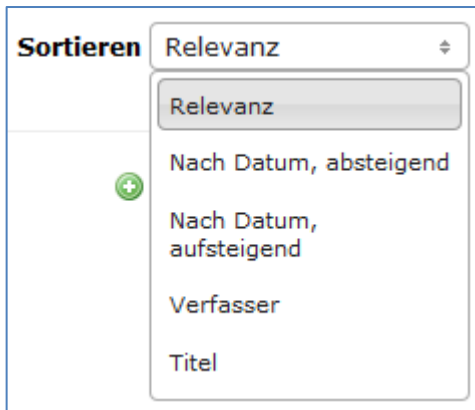 Sortieren Relevanz
Relevanz
Nach Datum, absteigend
Nach Datum,
aufsteigend
Verfasser
Titel